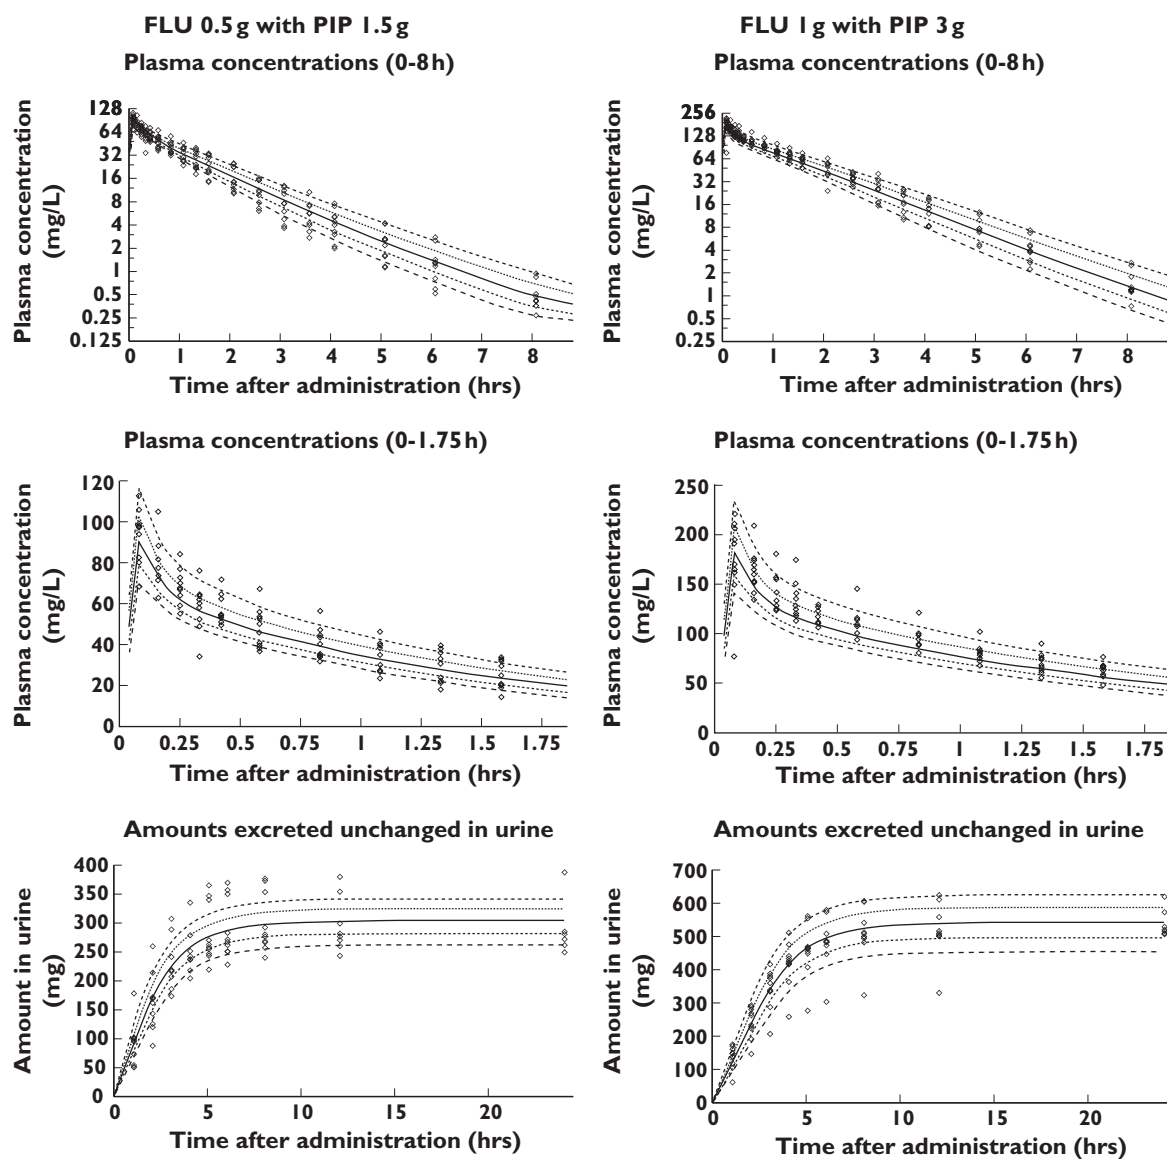 FLU 0.5 g with PIP 1.5 g
Plasma concentrations (0-8 h)
Plasma concentration
(mg/L)
128
64
32
16
8
4
2
1
0.5
0.25
0.125
0 1 2 3 4 5 6 7 8
Time after administration (hrs)
FLU 1 g with PIP 3 g
Plasma concentrations (0-8 h)
Plasma concentration
(mg/L)
256
128
64
32
16
8
4
2
1
0.5
0.25
0 1 2 3 4 5 6 7 8
Time after administration (hrs)
Plasma concentrations (0-1.75 h)
Plasma concentration
(mg/L)
120
100
80
60
40
20
0
0 0.25 0.5 0.75 1 1.25 1.5 1.75
Time after administration (hrs)
Plasma concentrations (0-1.75 h)
Plasma concentration
(mg/L)
250
200
150
100
50
0
0 0.25 0.5 0.75 1 1.25 1.5 1.75
Time after administration (hrs)
Amounts excreted unchanged in urine
Amount in urine
(mg)
400
350
300
250
200
150
100
50
0
0 5 10 15 20
Time after administration (hrs)
Amounts excreted unchanged in urine
Amount in urine
(mg)
700
600
500
400
300
200
100
0
0 5 10 15 20
Time after administration (hrs)